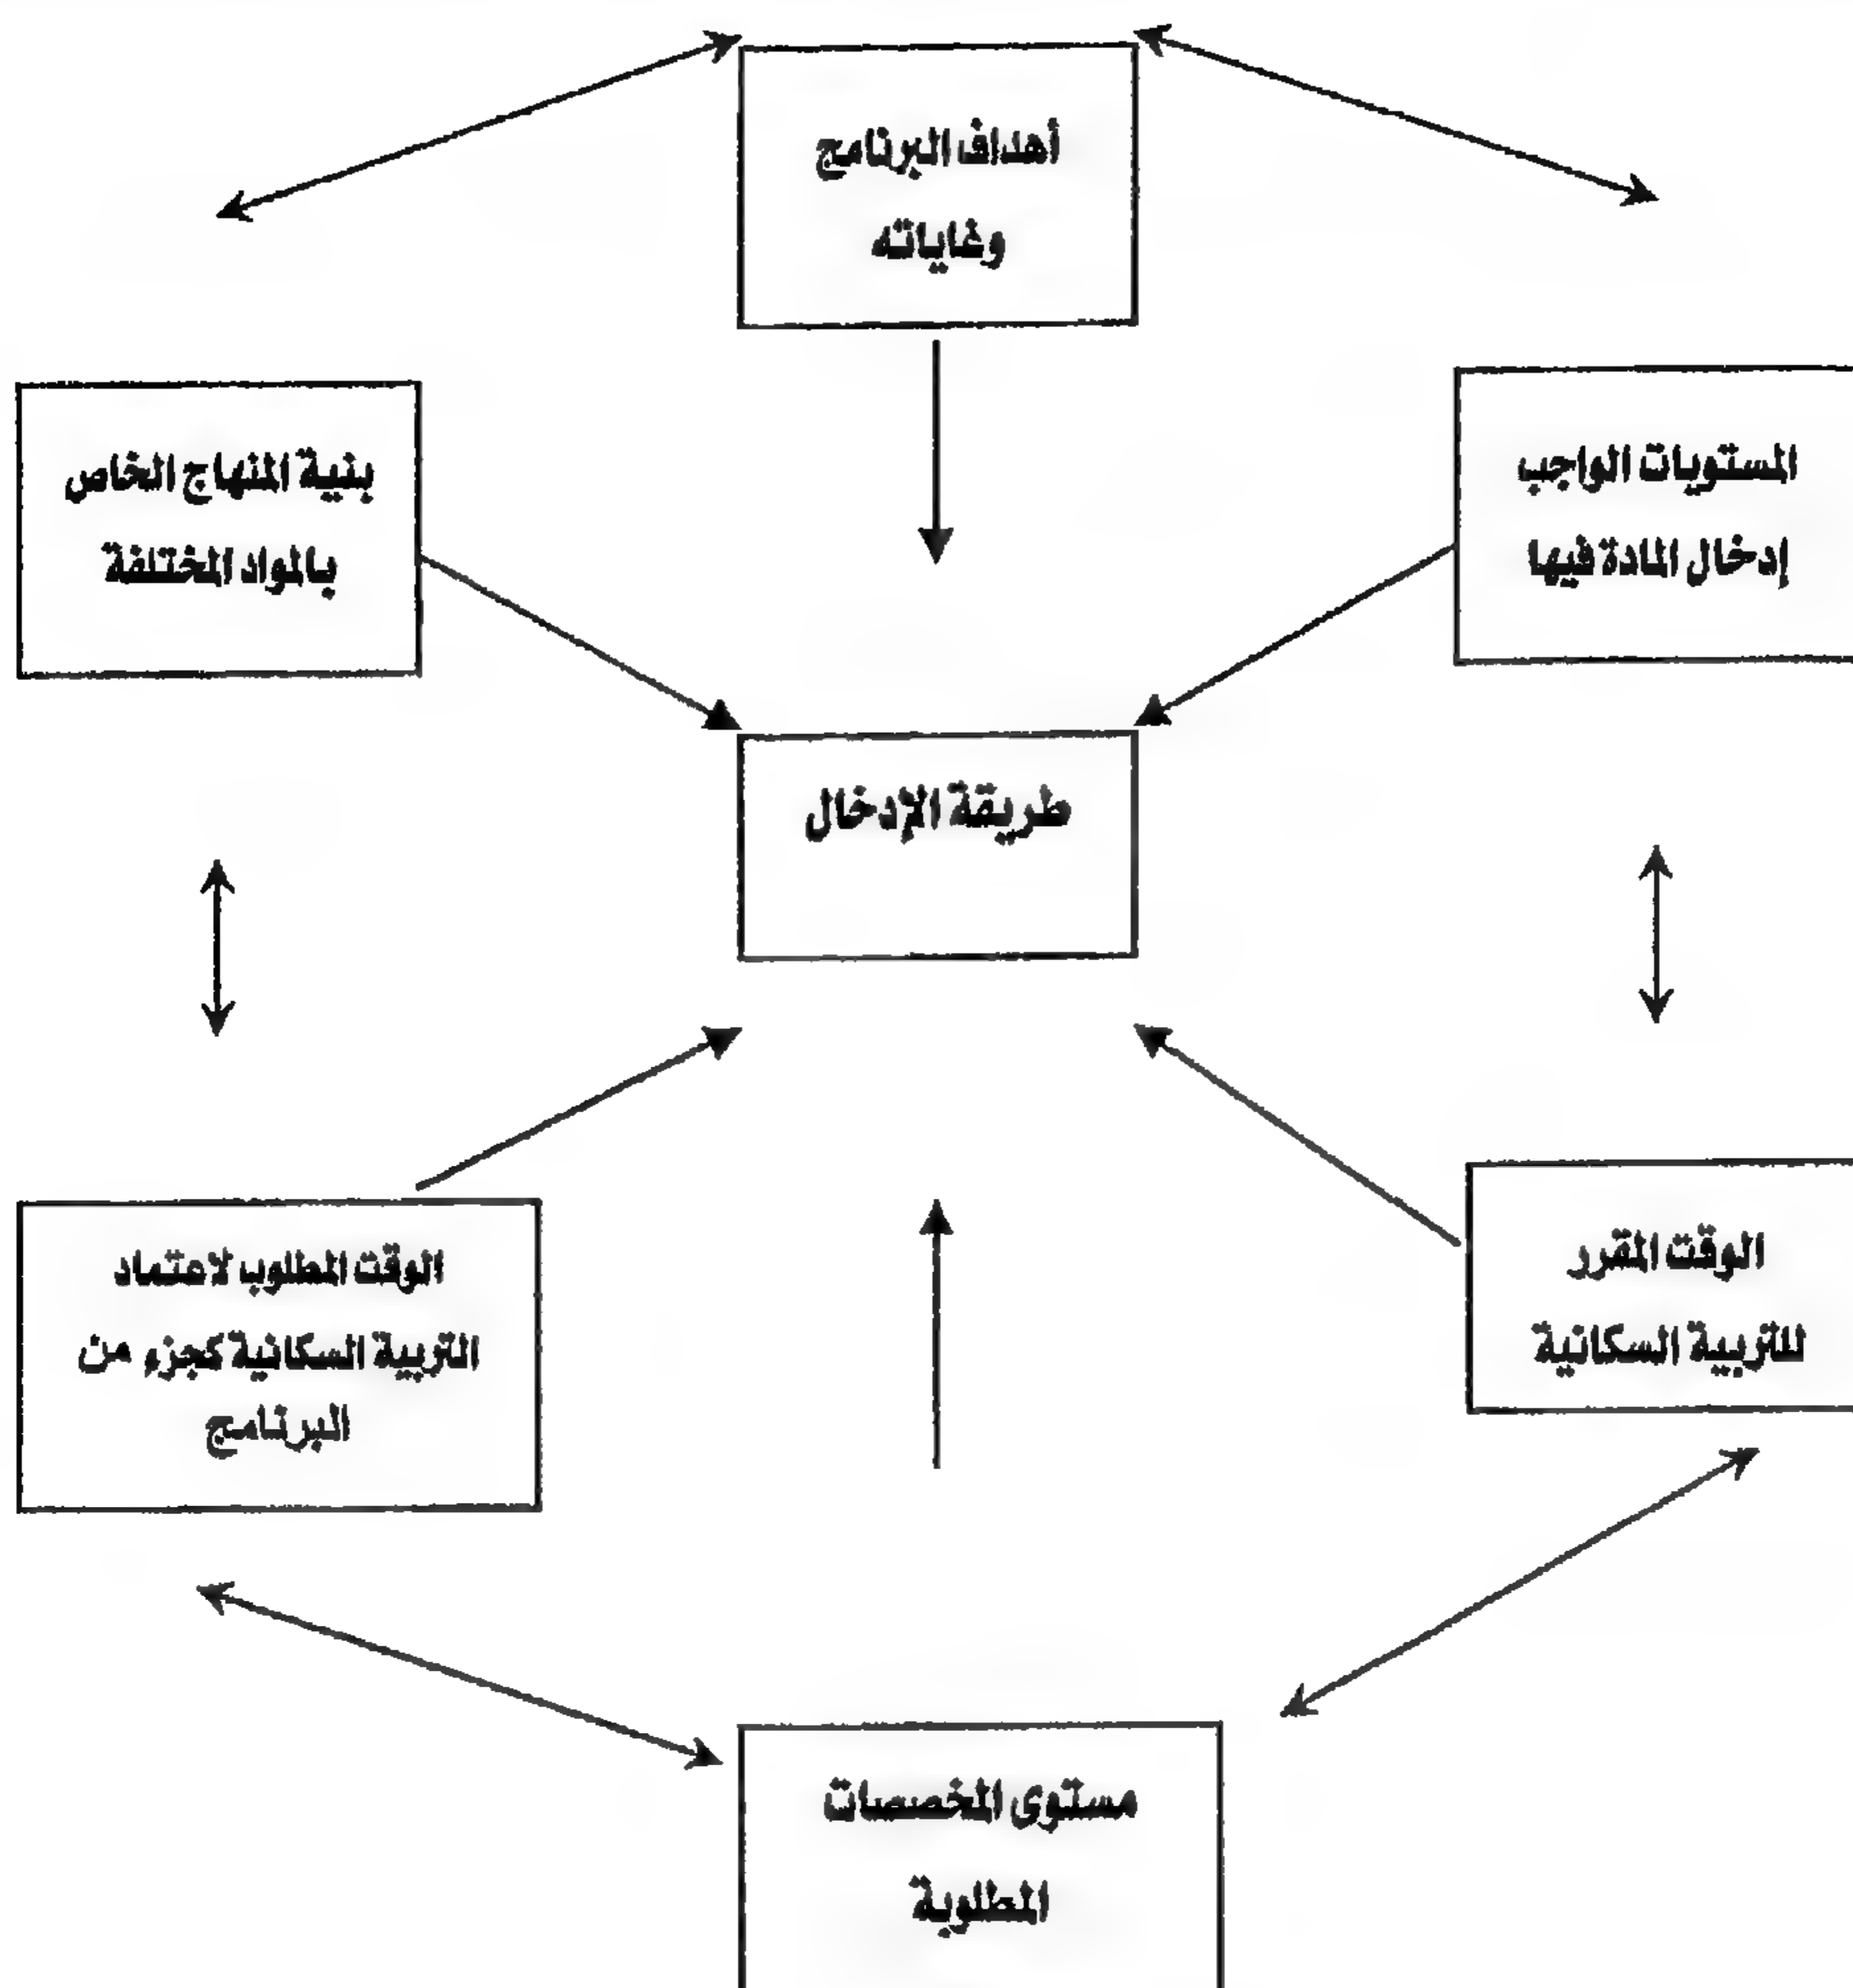 أهداف البرنامج
وغاياته
المستويات الواجب
إدخال المادة فيها
بنية المنهاج الخاص
بالمواد المختلفة
طريقة الإدخال
الوقت المقرر
للتربية السكانية
الوقت المطلوب لاعتماد
التربية السكانية كجزء من
البرنامج
مستوى المخصصات
المطلوبة